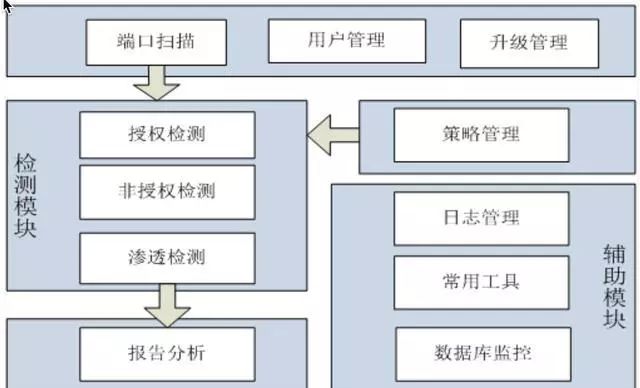 端口扫描
用户管理
升级管理
检测模块
授权检测
非授权检测
渗透检测
策略管理
日志管理
常用工具
数据库监控
辅助模块
报告分析